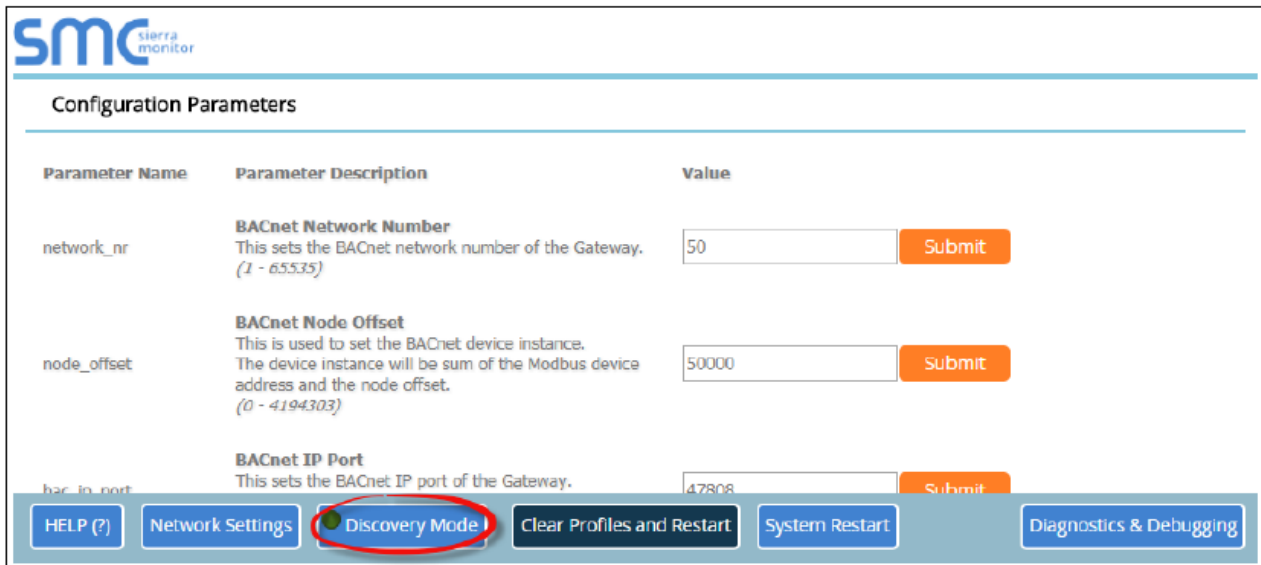 SMC sierra
monitor
Configuration Parameters
Parameter Name Parameter Description Value
BACnet Network Number
network_nr This sets the BACnet network number of the Gateway. 50 Submit
(1 - 65535)
BACnet Node Offset
This is used to set the BACnet device instance.
node_offset The device instance will be sum of the Modbus device 50000 Submit
address and the node offset.
(0 - 4194303)
BACnet IP Port
This sets the BACnet IP port of the Gateway.
bac_ip_port 47808 Submit
HELP (?) Network Settings Discovery Mode Clear Profiles and Restart System Restart Diagnostics & Debugging